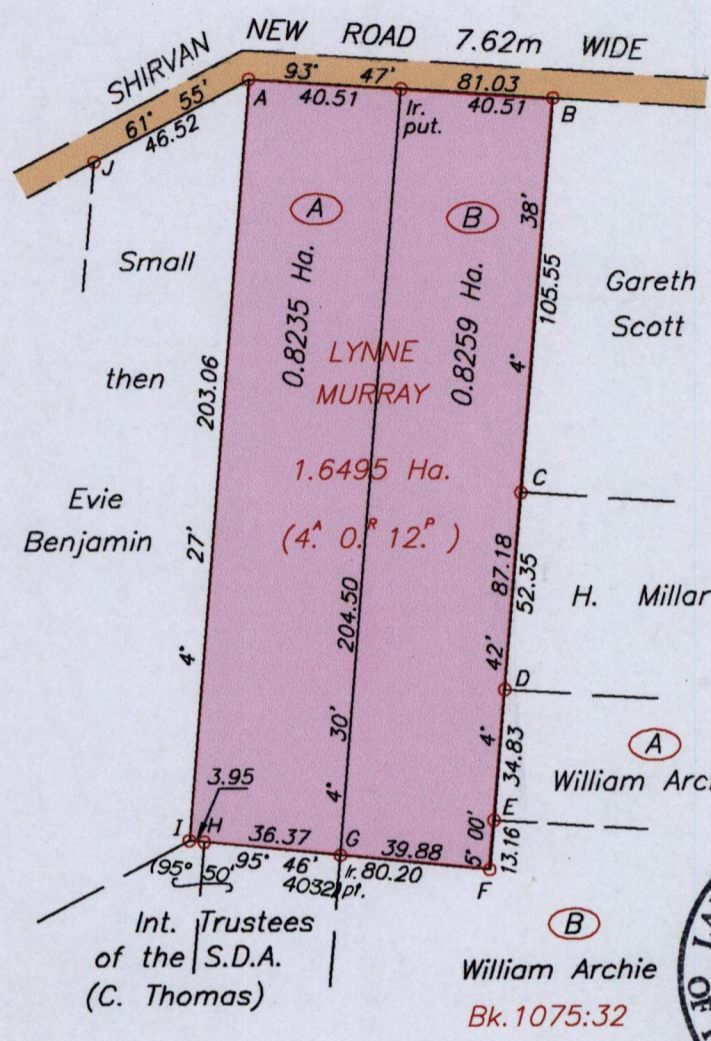 SHIRVAN NEW ROAD 7.62m WIDE
93° 47' 81.03
61° 55'
46.52
A
40.51
Ir.
put.
40.51
B
J
A
B
Small
then
Evie
Benjamin
0.8235 Ha.
0.8259 Ha.
38'
105.55
4°
Gareth
Scott
LYNNE
MURRAY
1.6495 Ha.
(4.A 0.R 12.P )
203.06
27'
4°
204.50
30'
4°
C
87.18
52.35
42'
4°
H. Millar
D
34.83
A
William Arc
E
5° 00'
13.16
3.95
I
H
36.37
G
39.88
F
(95° 50')
95° 46'
80.20
4032
Ir.
pt.
Int. Trustees
of the S.D.A.
(C. Thomas)
B
William Archie
Bk.1075:32
OF